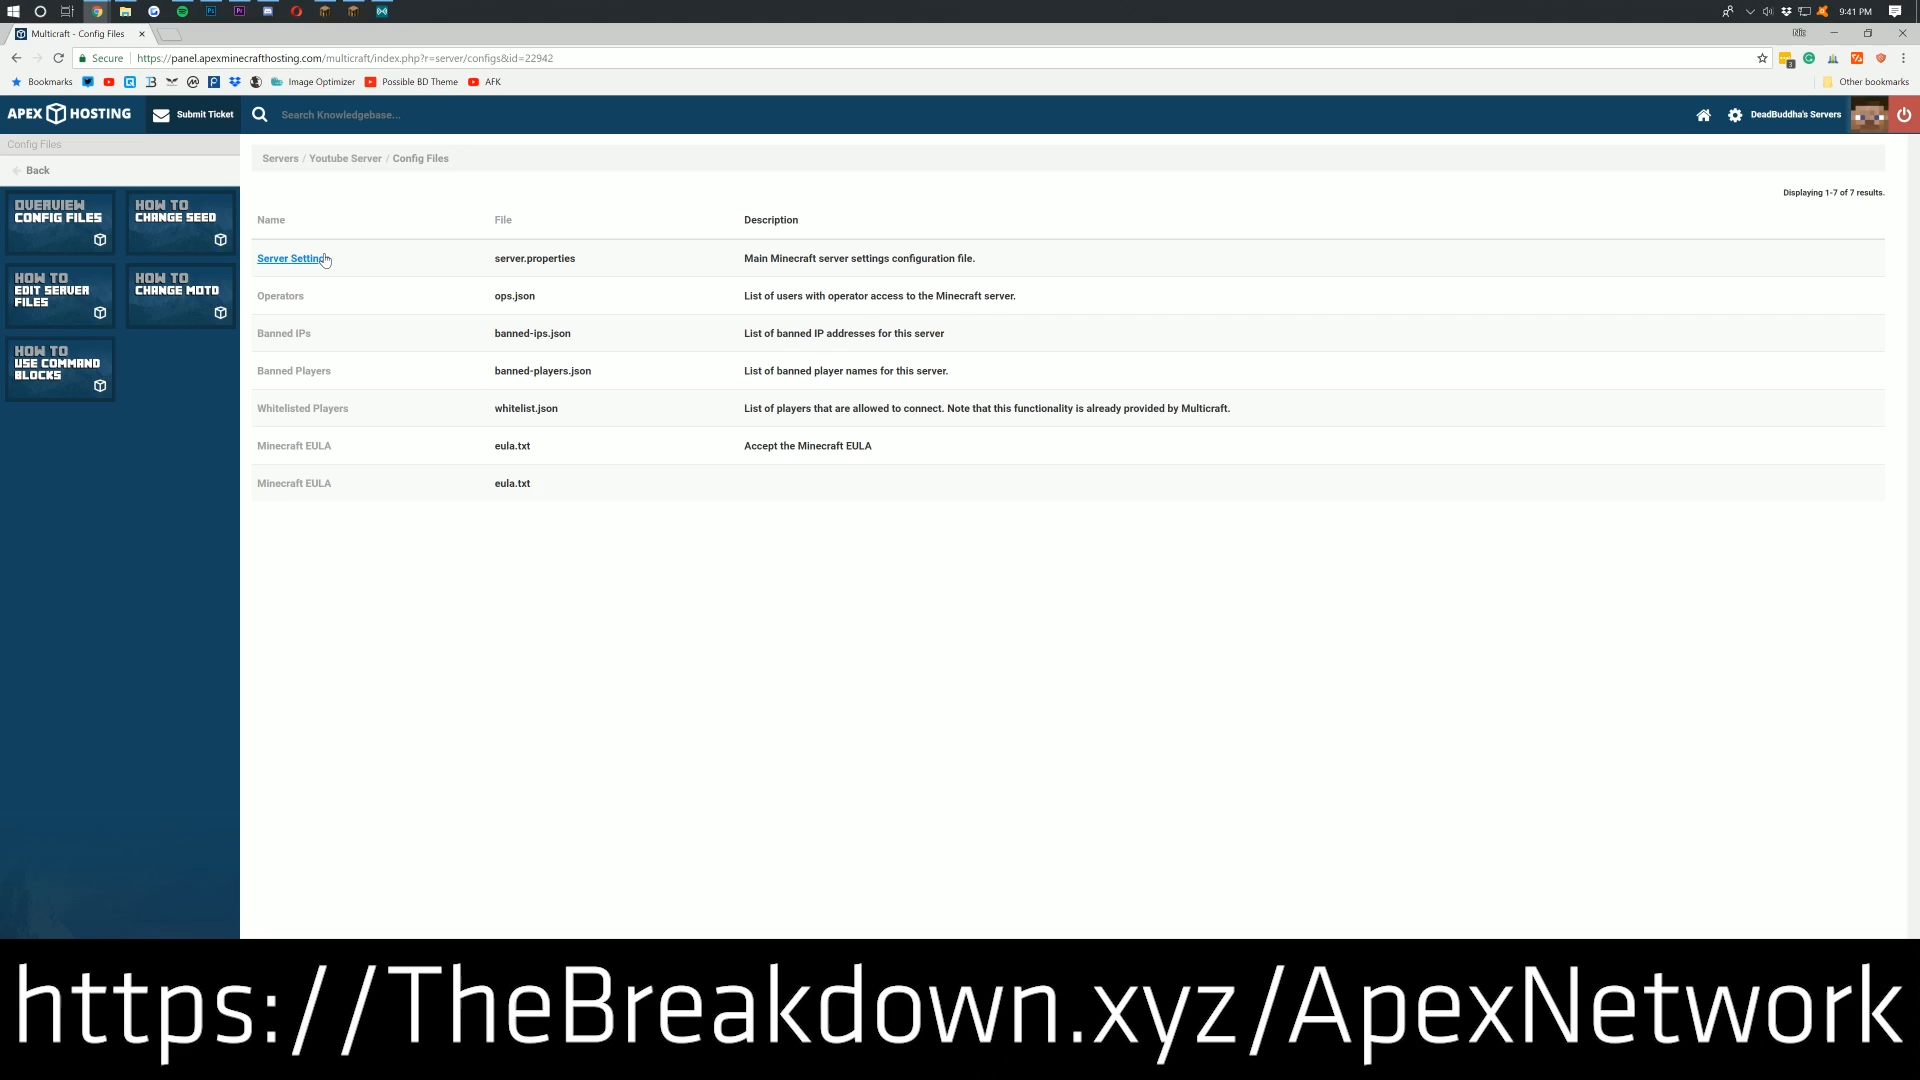 9:41 PM
Multicraft - Config Files
Secure https://panel.apexminecrafthosting.com/multicraft/index.php?r=server/configs&id=22942
Bookmarks Image Optimizer Possible BD Theme AFK Other bookmarks
APEX HOSTING Submit Ticket Search Knowledgebase... DeadBuddha's Servers
Config Files
Back
Servers / Youtube Server / Config Files
Displaying 1-7 of 7 results.
OVERVIEW
CONFIG FILES
HOW TO
CHANGE SEED
HOW TO
EDIT SERVER
FILES
HOW TO
CHANGE MOTD
HOW TO
USE COMMAND
BLOCKS
Name File Description
Server Settings server.properties Main Minecraft server settings configuration file.
Operators ops.json List of users with operator access to the Minecraft server.
Banned IPs banned-ips.json List of banned IP addresses for this server
Banned Players banned-players.json List of banned player names for this server.
Whitelisted Players whitelist.json List of players that are allowed to connect. Note that this functionality is already provided by Multicraft.
Minecraft EULA eula.txt Accept the Minecraft EULA
Minecraft EULA eula.txt
https://TheBreakdown.xyz/ApexNetwork